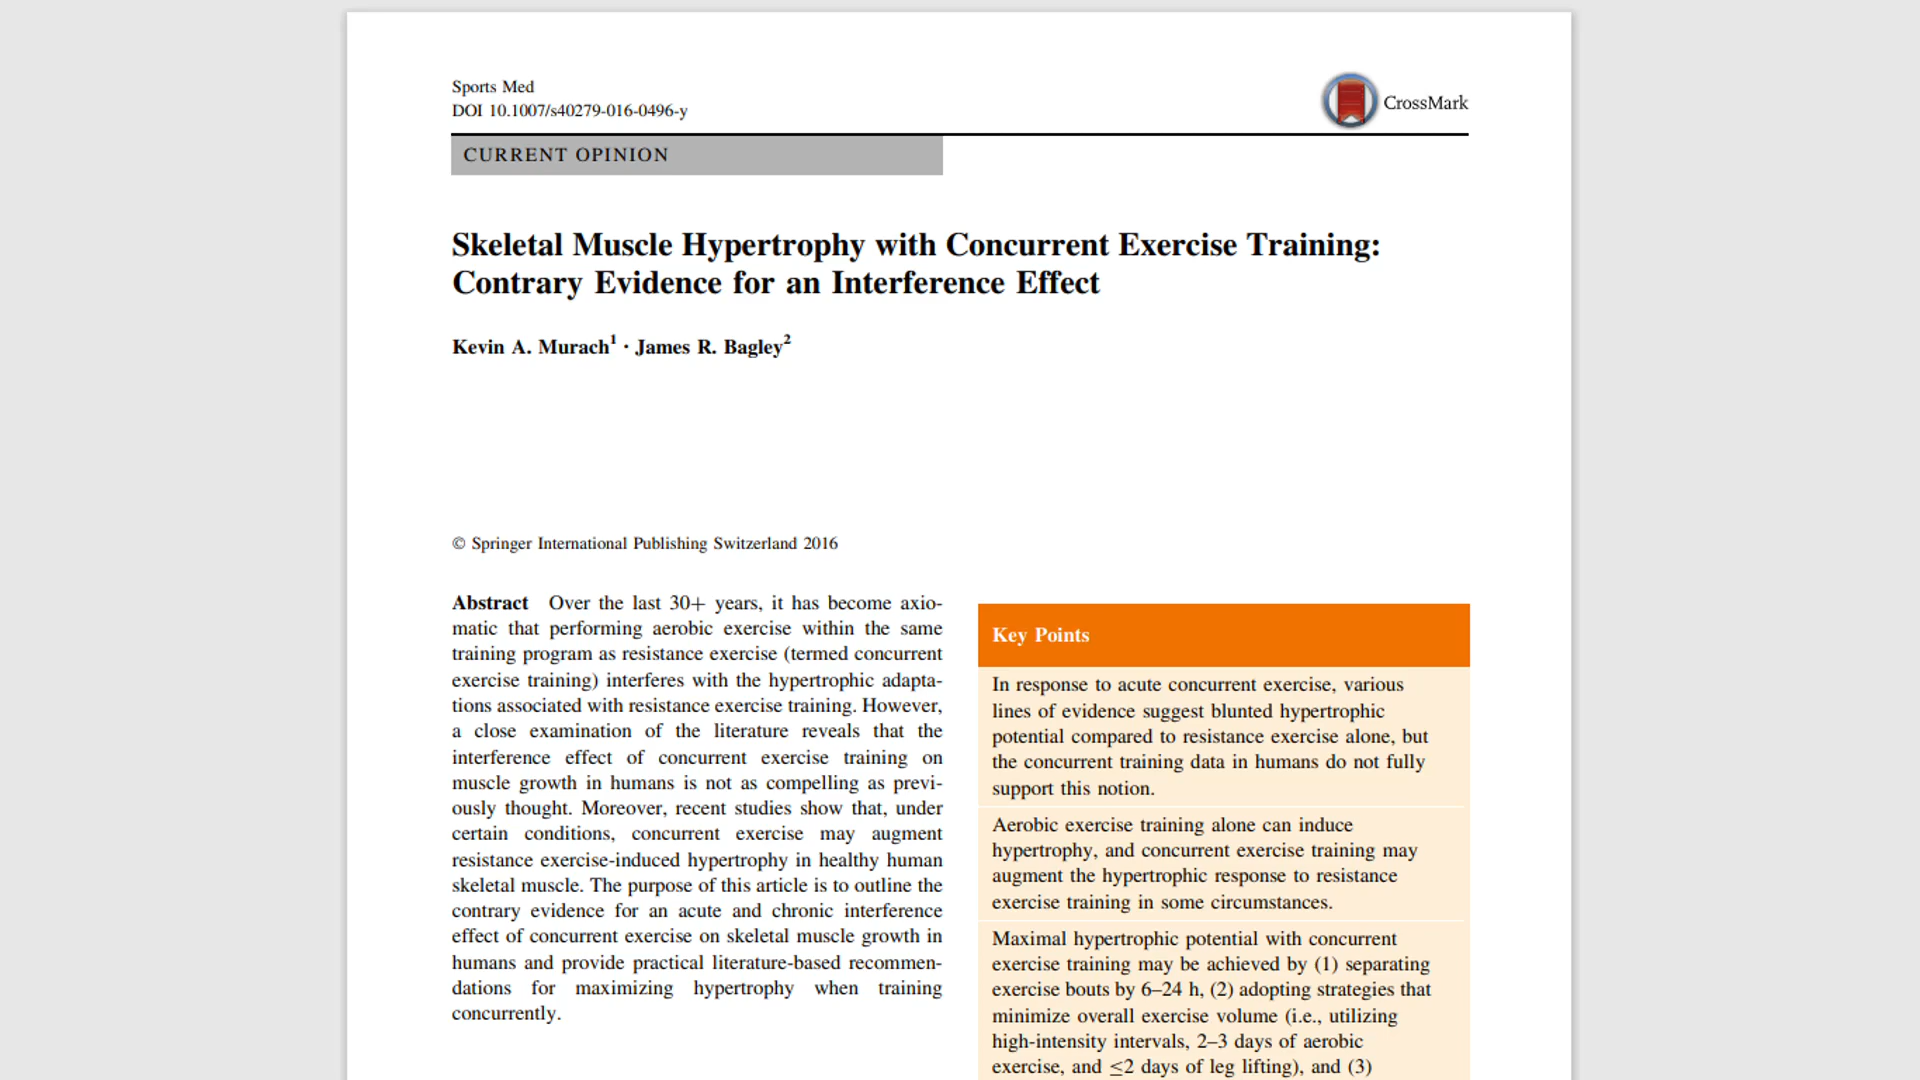 Sports Med
DOI 10.1007/s40279-016-0496-y
CrossMark
CURRENT OPINION
Skeletal Muscle Hypertrophy with Concurrent Exercise Training:
Contrary Evidence for an Interference Effect
Kevin A. Murach1 · James R. Bagley2
© Springer International Publishing Switzerland 2016
Abstract Over the last 30+ years, it has become axio-
matic that performing aerobic exercise within the same
training program as resistance exercise (termed concurrent
exercise training) interferes with the hypertrophic adapta-
tions associated with resistance exercise training. However,
a close examination of the literature reveals that the
interference effect of concurrent exercise training on
muscle growth in humans is not as compelling as previ-
ously thought. Moreover, recent studies show that, under
certain conditions, concurrent exercise may augment
resistance exercise-induced hypertrophy in healthy human
skeletal muscle. The purpose of this article is to outline the
contrary evidence for an acute and chronic interference
effect of concurrent exercise on skeletal muscle growth in
humans and provide practical literature-based recommen-
dations for maximizing hypertrophy when training
concurrently.
Key Points
In response to acute concurrent exercise, various
lines of evidence suggest blunted hypertrophic
potential compared to resistance exercise alone, but
the concurrent training data in humans do not fully
support this notion.
Aerobic exercise training alone can induce
hypertrophy, and concurrent exercise training may
augment the hypertrophic response to resistance
exercise training in some circumstances.
Maximal hypertrophic potential with concurrent
exercise training may be achieved by (1) separating
exercise bouts by 6–24 h, (2) adopting strategies that
minimize overall exercise volume (i.e., utilizing
high-intensity intervals, 2–3 days of aerobic
exercise, and ≤2 days of leg lifting), and (3)